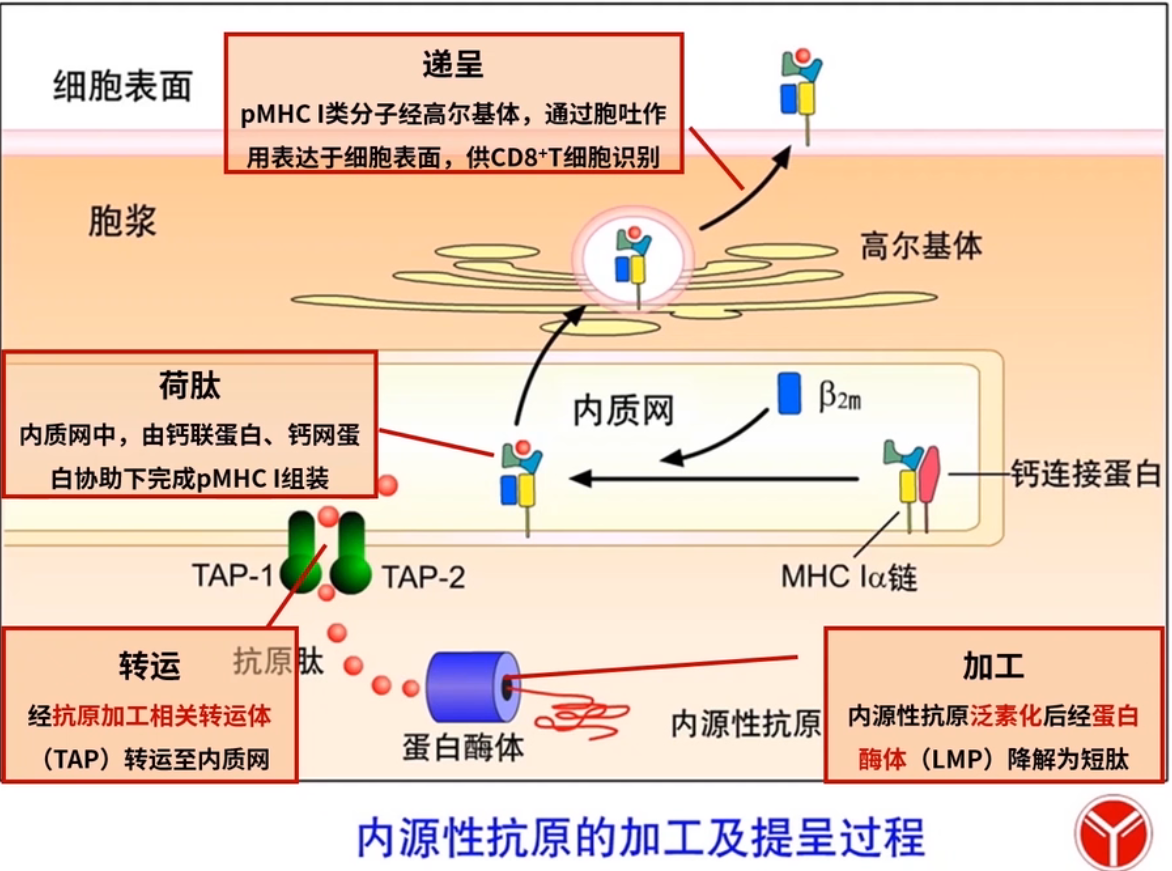 细胞表面
递呈
pMHC I类分子经高尔基体，通过胞吐作
用表达于细胞表面，供CD8⁺T细胞识别
胞浆
高尔基体
荷肽
内质网中，由钙联蛋白、钙网蛋
白协助下完成pMHC I组装
内质网
β₂m
钙连接蛋白
TAP-1
TAP-2
MHC Iα链
转运
抗原肽
经抗原加工相关转运体
（TAP）转运至内质网
蛋白酶体
内源性抗原
加工
内源性抗原泛素化后经蛋白
酶体（LMP）降解为短肽
内源性抗原的加工及提呈过程